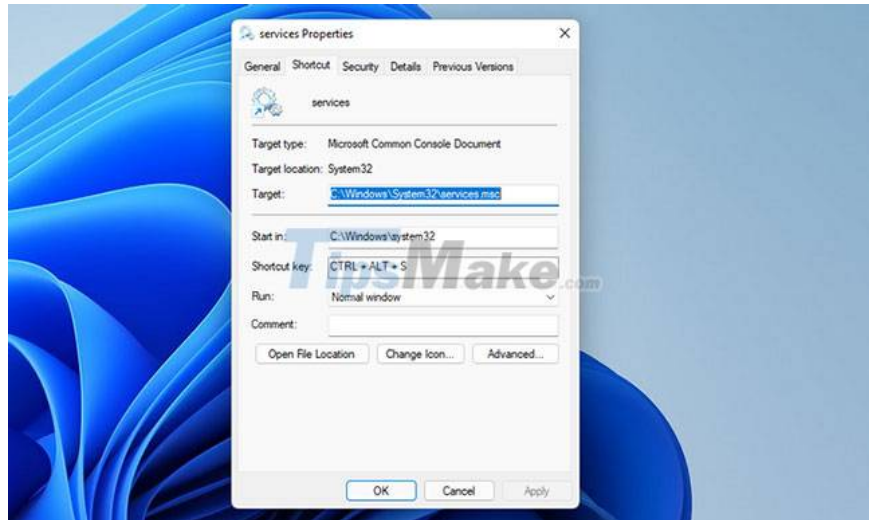 services Properties
General Shortcut Security Details Previous Versions
services
Target type: Microsoft Common Console Document
Target location: System32
Target: C:\Windows\System32\services.msc
Start in: C:\Windows\system32
Shortcut key: CTRL + ALT + S
TipsMake.com
Run: Normal window
Comment:
Open File Location Change Icon... Advanced...
OK Cancel Apply